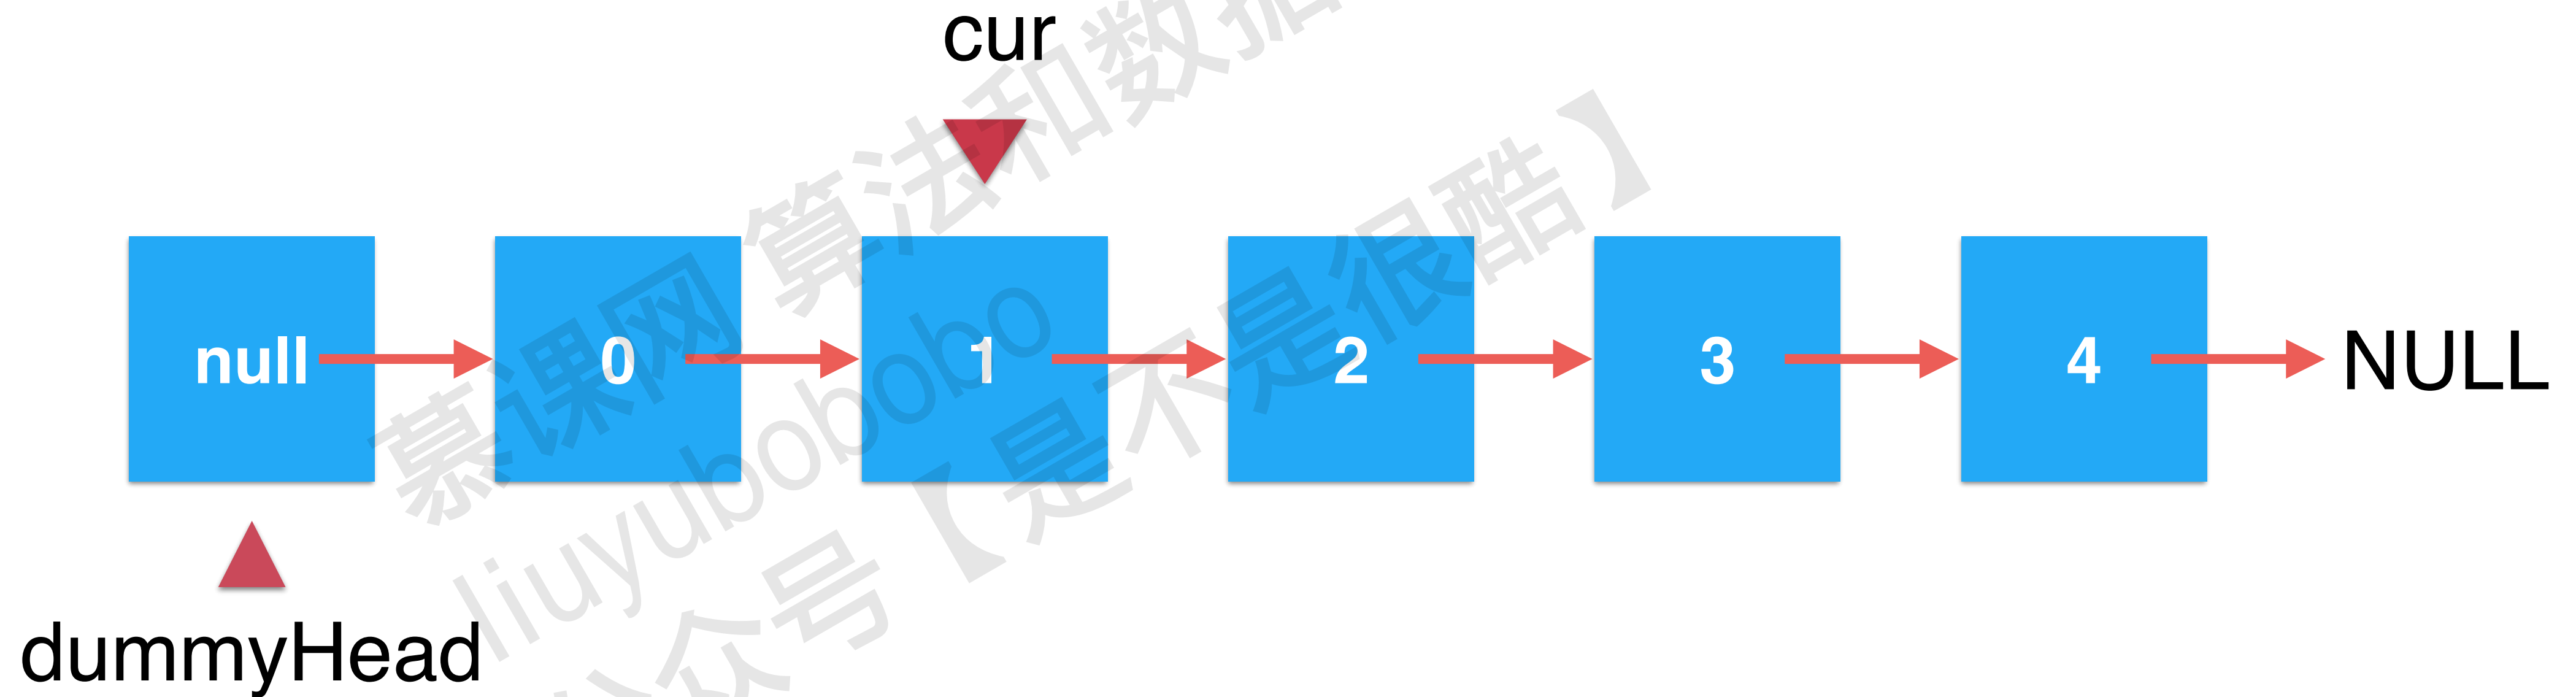 cur
null 0 1 2 3 4 NULL
dummyHead
慕课网 算法和数据
liuyubobobo
公众号【是不是很酷】